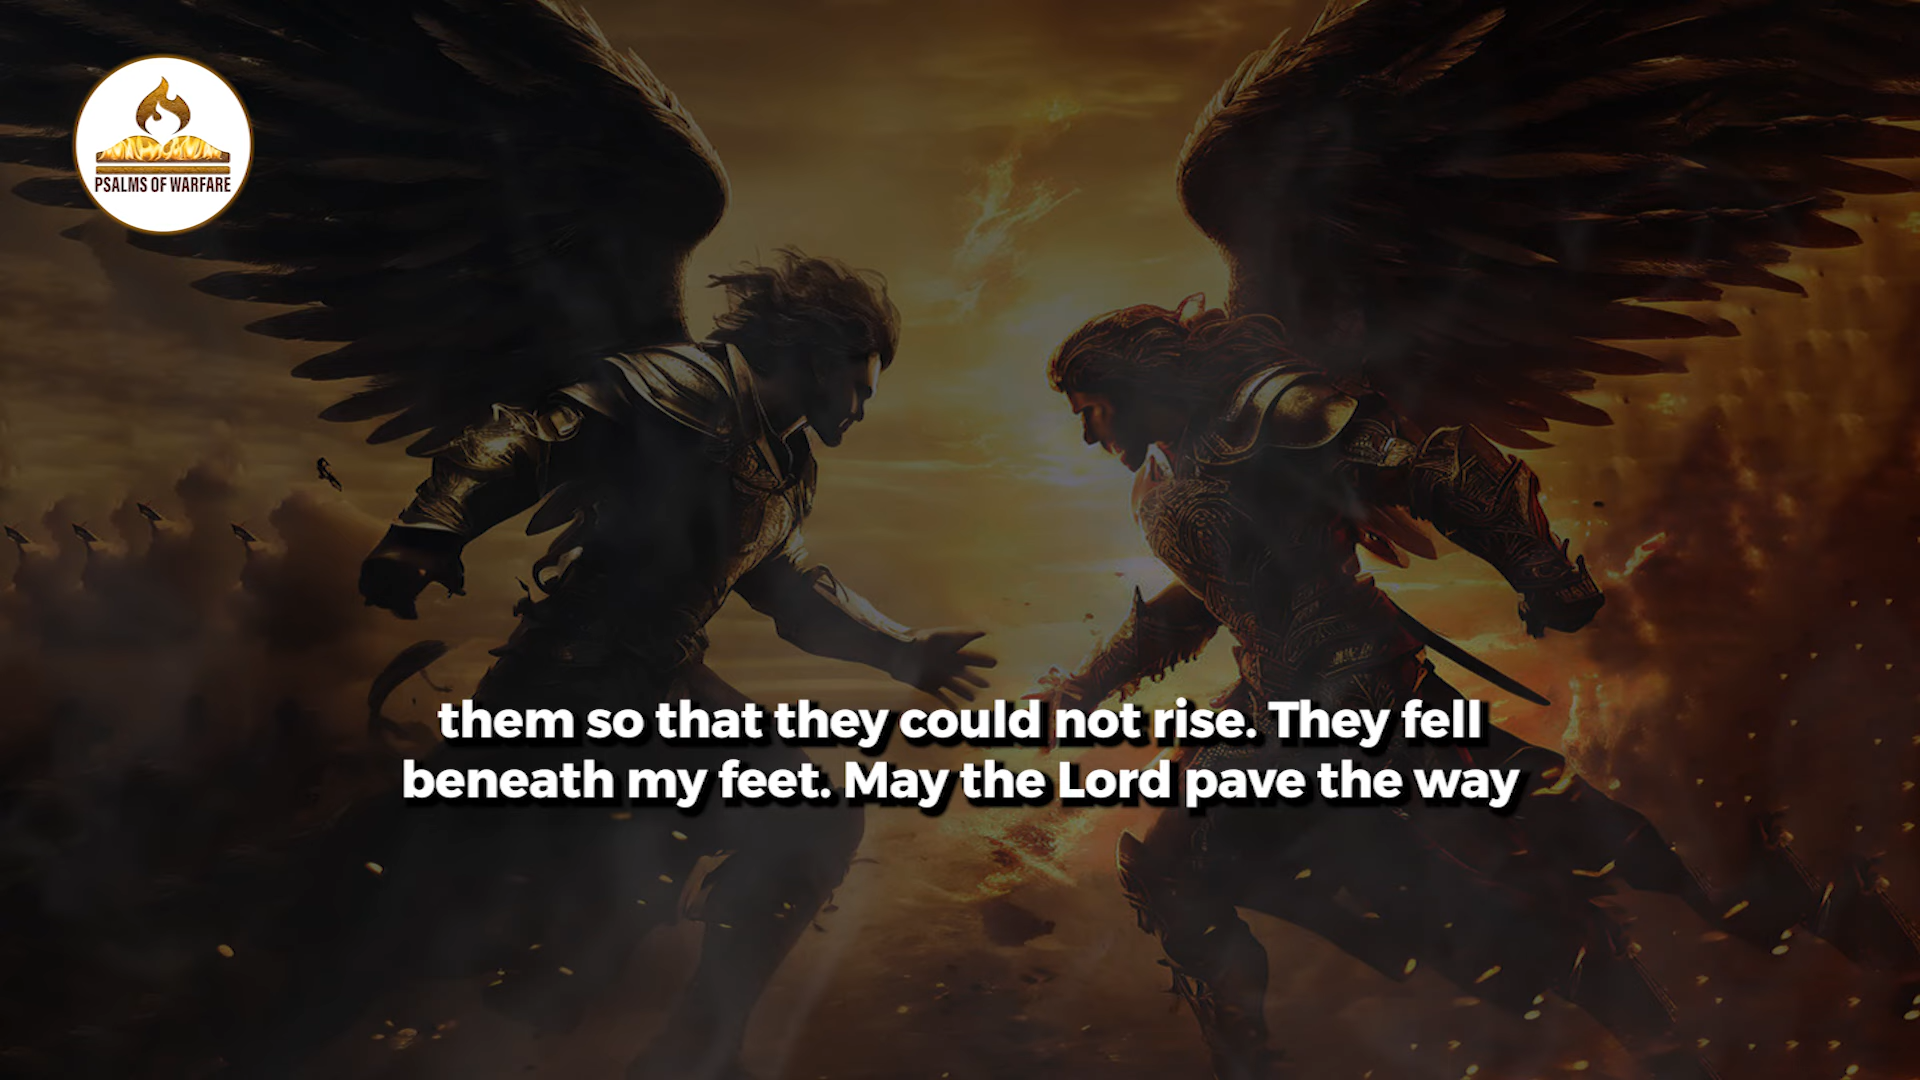 PSALMS OF WARFARE
them so that they could not rise. They fell
beneath my feet. May the Lord pave the way